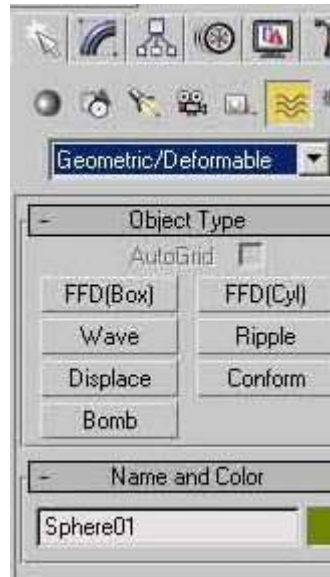 Geometric/Deformable
- Object Type
AutoGrid
FFD(Box) FFD(Cyl)
Wave Ripple
Displace Conform
Bomb
- Name and Color
Sphere01